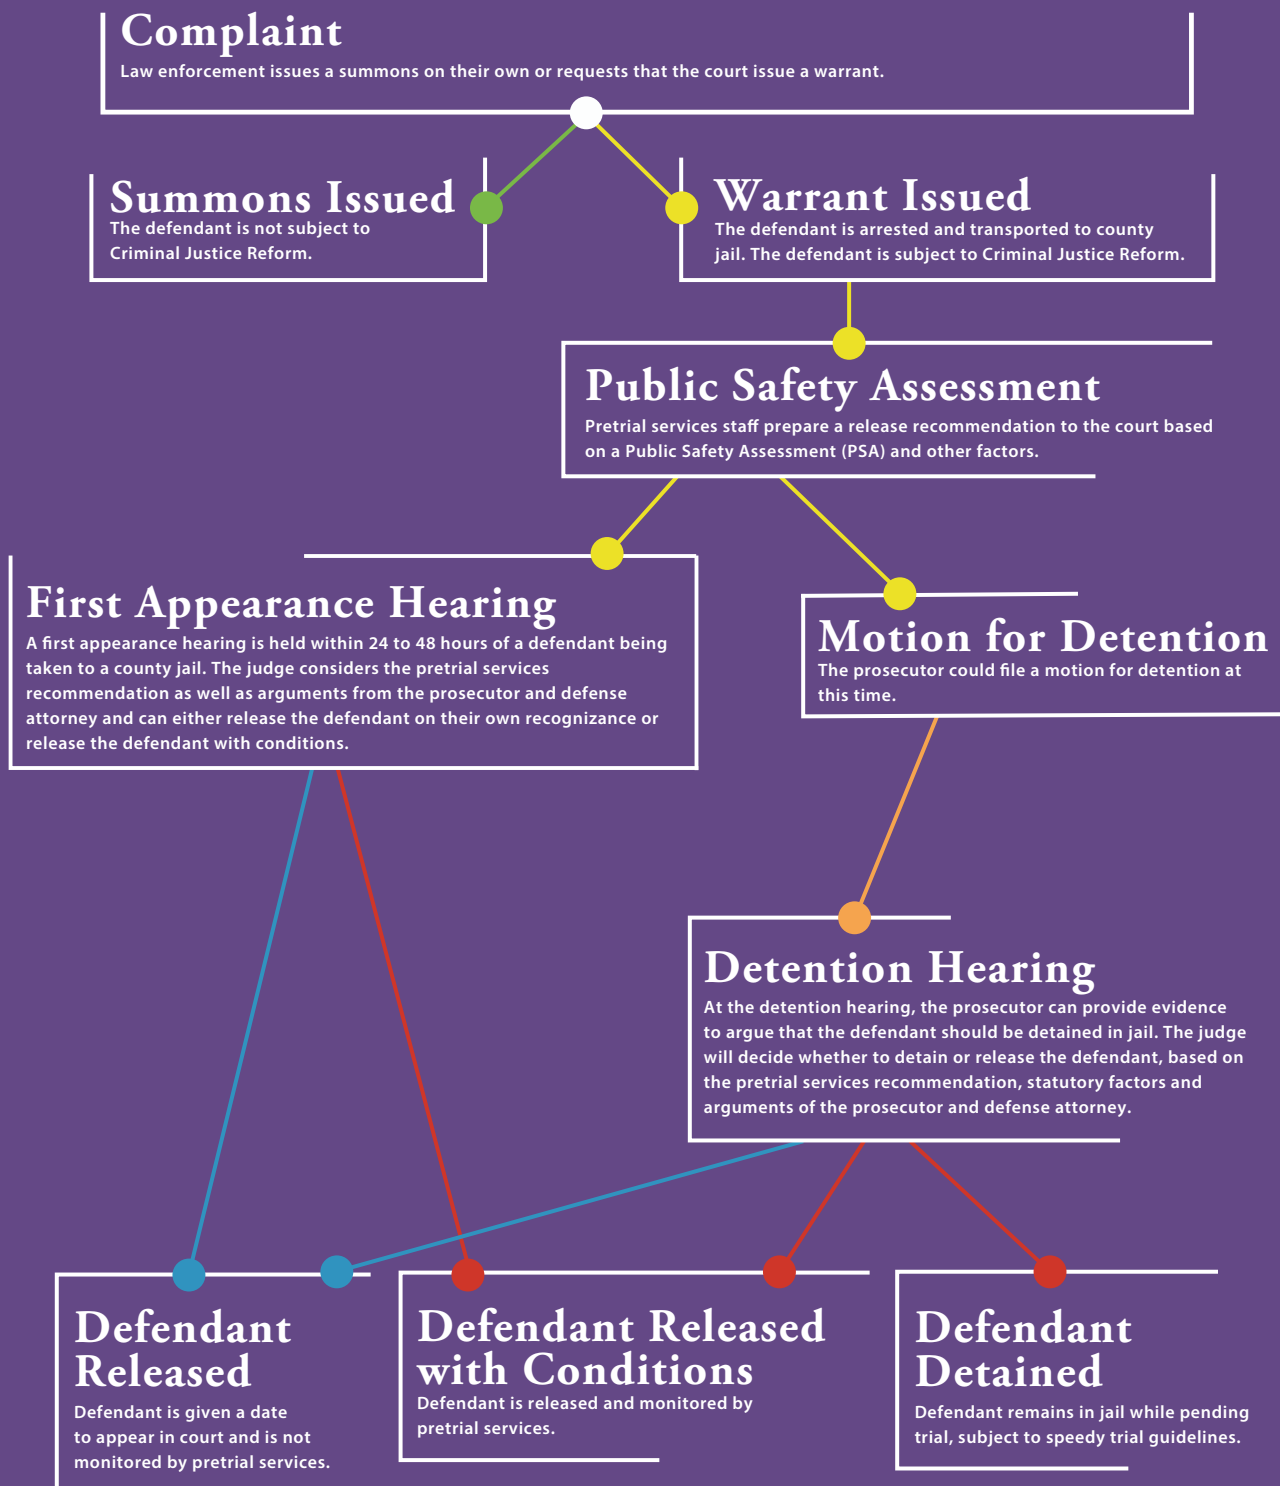 Complaint
Law enforcement issues a summons on their own or requests that the court issue a warrant.
Summons Issued
The defendant is not subject to
Criminal Justice Reform.
Warrant Issued
The defendant is arrested and transported to county
jail. The defendant is subject to Criminal Justice Reform.
Public Safety Assessment
Pretrial services staff prepare a release recommendation to the court based
on a Public Safety Assessment (PSA) and other factors.
First Appearance Hearing
A first appearance hearing is held within 24 to 48 hours of a defendant being
taken to a county jail. The judge considers the pretrial services
recommendation as well as arguments from the prosecutor and defense
attorney and can either release the defendant on their own recognizance or
release the defendant with conditions.
Motion for Detention
The prosecutor could file a motion for detention at
this time.
Detention Hearing
At the detention hearing, the prosecutor can provide evidence
to argue that the defendant should be detained in jail. The judge
will decide whether to detain or release the defendant, based on
the pretrial services recommendation, statutory factors and
arguments of the prosecutor and defense attorney.
Defendant
Released
Defendant is given a date
to appear in court and is not
monitored by pretrial services.
Defendant Released
with Conditions
Defendant is released and monitored by
pretrial services.
Defendant
Detained
Defendant remains in jail while pending
trial, subject to speedy trial guidelines.